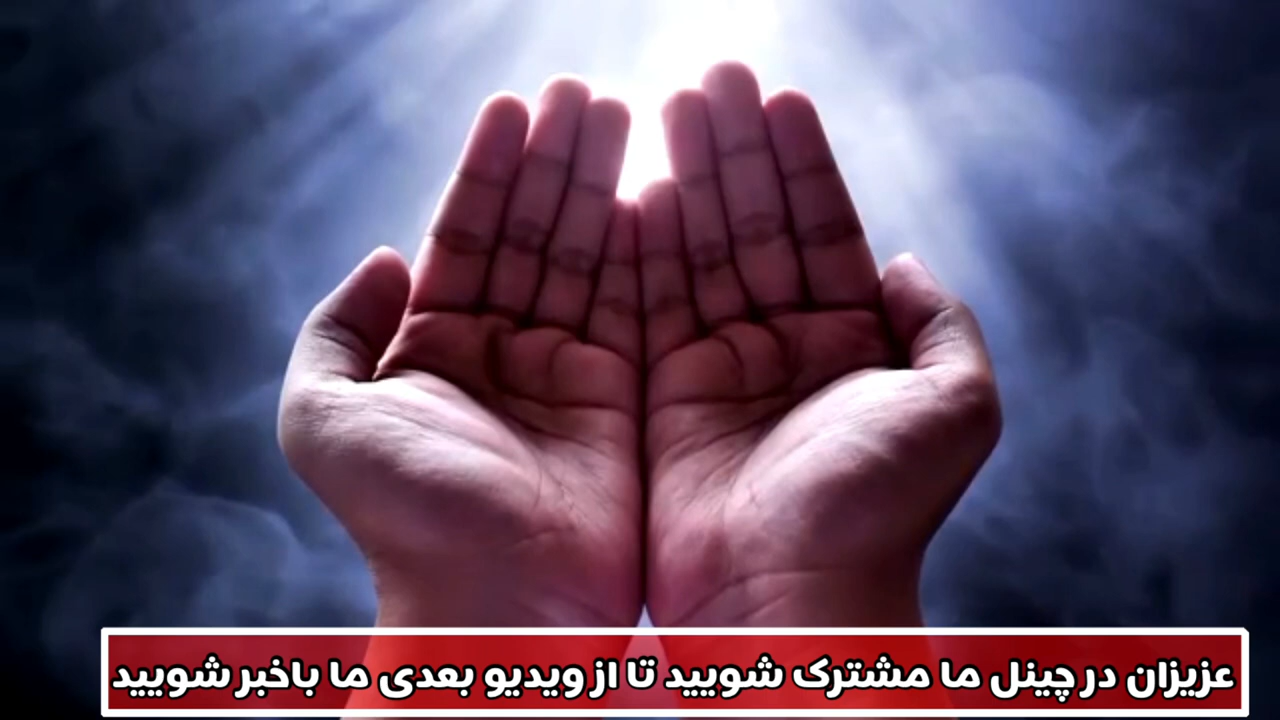 عزیزان در چینل ما مشترک شویید تا از ویدیو بعدی ما باخبر شویید